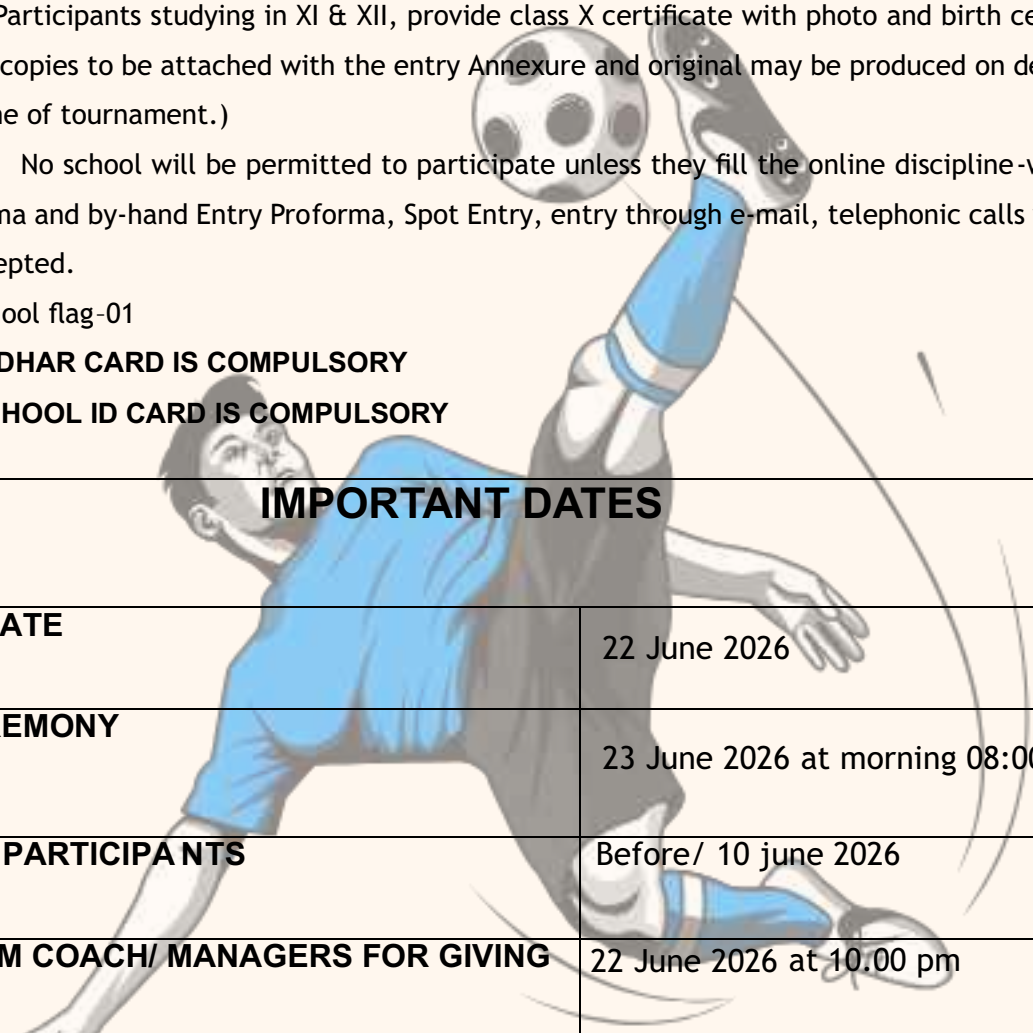 Participants studying in XI & XII, provide class X certificate with photo and birth ce
copies to be attached with the entry Annexure and original may be produced on de
e of tournament.)
No school will be permitted to participate unless they fill the online discipline-
ma and by-hand Entry Proforma, Spot Entry, entry through e-mail, telephonic calls
epted.
ool flag-01
DHAR CARD IS COMPULSORY
HOOL ID CARD IS COMPULSORY
IMPORTANT DATES
ATE
22 June 2026
EMONY
23 June 2026 at morning 08:00
PARTICIPANTS
Before/ 10 june 2026
M COACH/ MANAGERS FOR GIVING
22 June 2026 at 10.00 pm